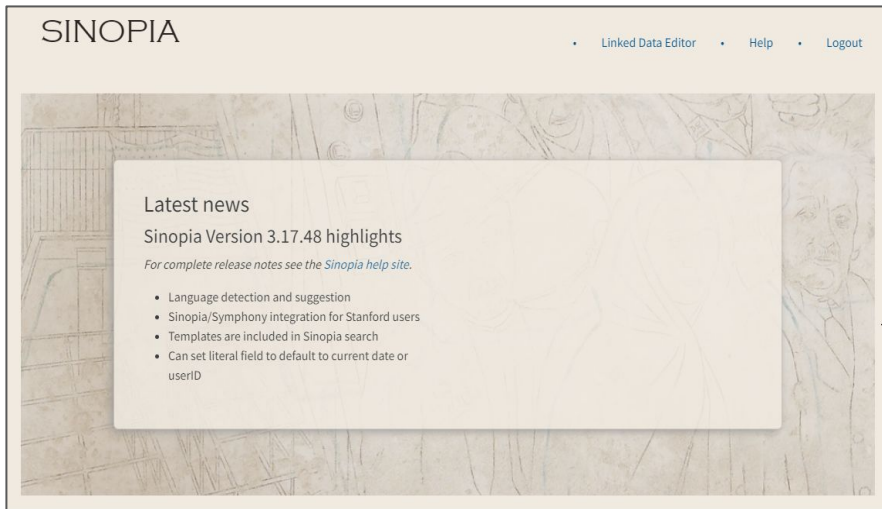 SINOPIA
• Linked Data Editor • Help • Logout
Latest news
Sinopia Version 3.17.48 highlights
For complete release notes see the Sinopia help site.
• Language detection and suggestion
• Sinopia/Symphony integration for Stanford users
• Templates are included in Sinopia search
• Can set literal field to default to current date or
userID